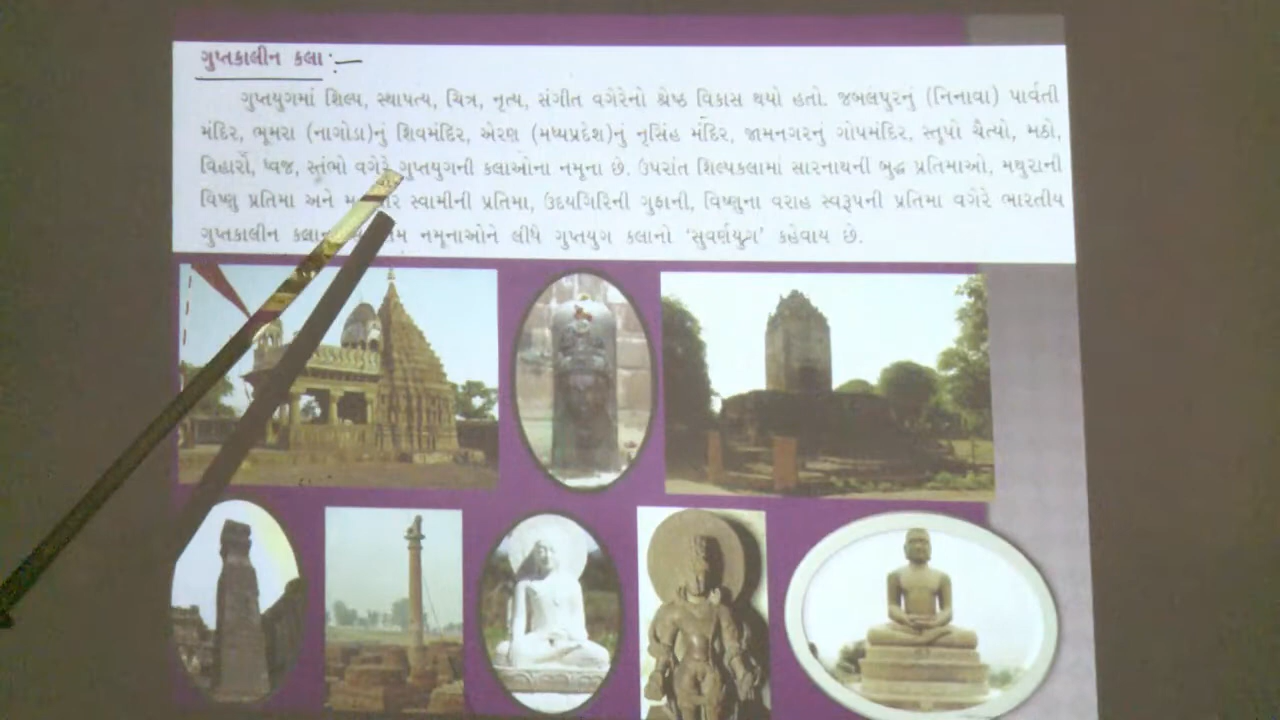 ગુપ્તકાલીન કલા :-
ગુપ્તયુગમાં શિલ્પ, સ્થાપત્ય, ચિત્ર, નૃત્ય, સંગીત વગેરેનો શ્રેષ્ઠ વિકાસ થયો હતો. જબલપુરનું (નિનાવા) પાર્વતી
મંદિર, ભૂમરા (નાગોડા)નું શિવમંદિર, એરણ (મધ્યપ્રદેશ)નું નૃસિંહ મંદિર, જામનગરનું ગોપમંદિર, સ્તૂપો ચૈત્યો, મઠો,
વિહારો, ધ્વજ, સ્તંભો વગેરે ગુપ્તયુગની કલાઓના નમૂના છે. ઉપરાંત શિલ્પકલામાં સારનાથની બુદ્ધ પ્રતિમાઓ, મથુરાની
વિષ્ણુ પ્રતિમા અને સ્વામીની પ્રતિમા, ઉદયગિરિની ગુફાની, વિષ્ણુના વરાહ સ્વરૂપની પ્રતિમા વગેરે ભારતીય
ગુપ્તકાલીન નમૂનાઓને લીધે ગુપ્તયુગ કલાનો ‘સુવર્ણયુગ’ કહેવાય છે.